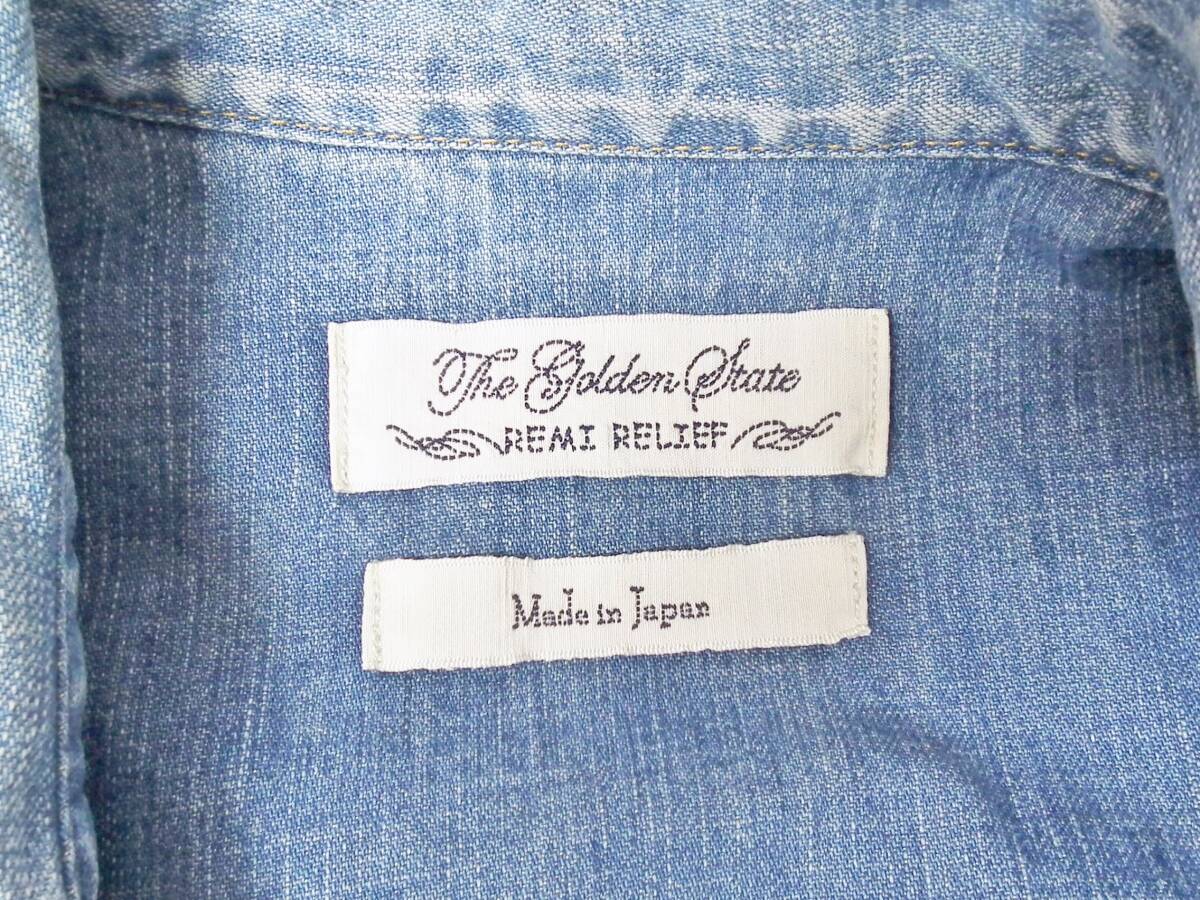 The Golden State
REMI RELIEF
Made in Japan